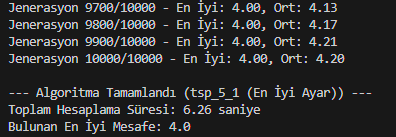 Jenerasyon 9700/10000 - En İyi: 4.00, Ort: 4.13
Jenerasyon 9800/10000 - En İyi: 4.00, Ort: 4.17
Jenerasyon 9900/10000 - En İyi: 4.00, Ort: 4.21
Jenerasyon 10000/10000 - En İyi: 4.00, Ort: 4.20
--- Algoritma Tamamlandı (tsp_5_1 (En İyi Ayar)) ---
Toplam Hesaplama Süresi: 6.26 saniye
Bulunan En İyi Mesafe: 4.0